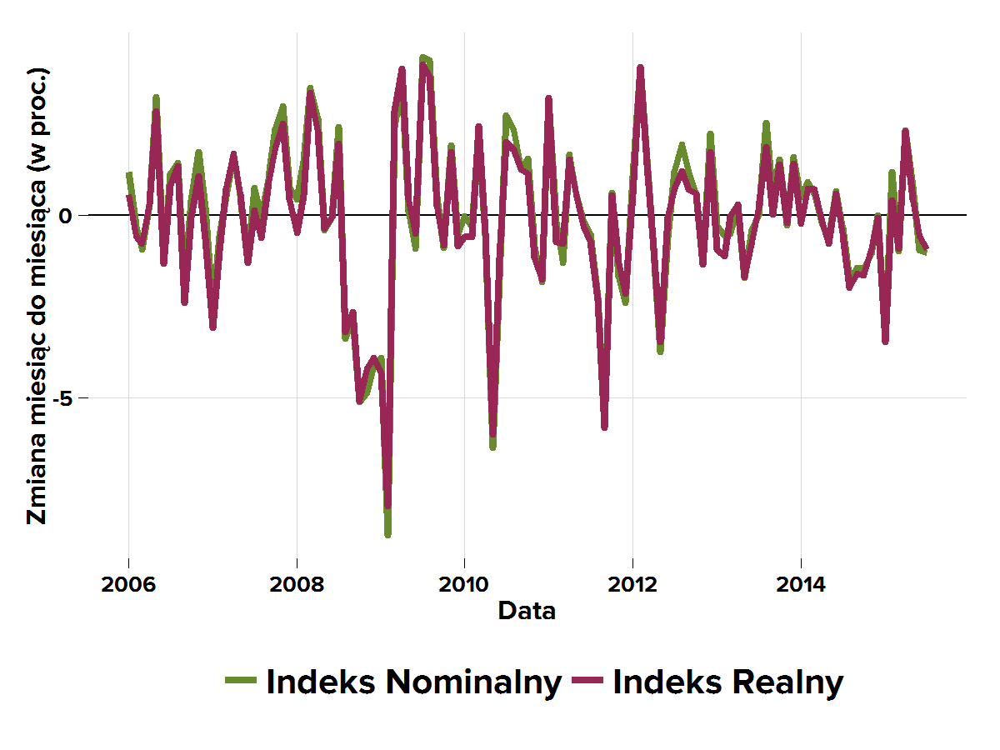 Zmiana miesiąc do miesiąca (w proc.)
0
-5
2006 2008 2010 2012 2014
Data
Indeks Nominalny Indeks Realny